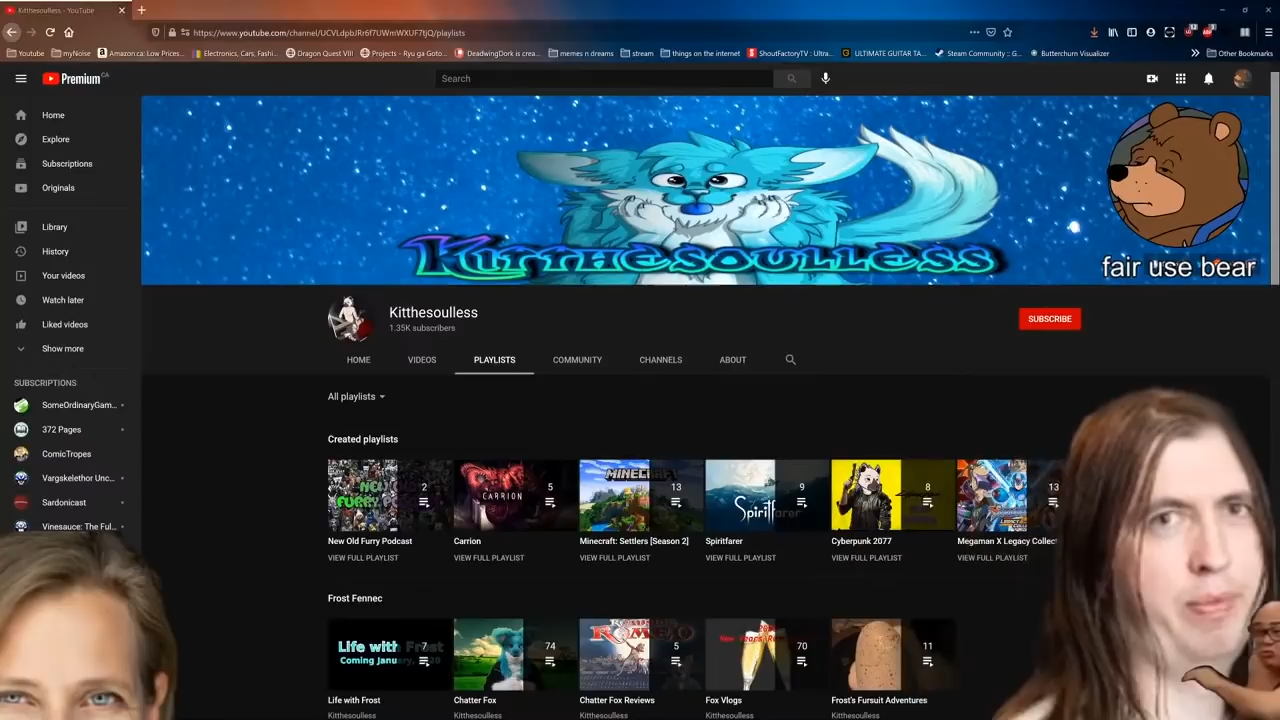 Kitthesoulless - YouTube
https://www.youtube.com/channel/UCVLdpbJRr6f7UWmWXUF7tjQ/playlists
Youtube
myNoise
Amazon.ca: Low Prices...
Electronics, Cars, Fashi...
Dragon Quest VIII
Projects - Ryu ga Goto...
DeadwingDork is creat...
memes n dreams
stream
things on the internet
ShoutFactoryTV : Ultra...
ULTIMATE GUITAR TA...
Steam Community :: G...
Butterchurn Visualizer
Other Bookmarks
Premium CA
Search
Home
Explore
Subscriptions
Originals
Library
History
Your videos
Watch later
Liked videos
Show more
SUBSCRIPTIONS
SomeOrdinaryGam...
372 Pages
ComicTropes
Vargskelethor Unc...
Sardonicast
Vinesauce: The Ful...
Kitthesoulless
fair use bear
Kitthesoulless
1.35K subscribers
SUBSCRIBE
HOME
VIDEOS
PLAYLISTS
COMMUNITY
CHANNELS
ABOUT
All playlists
Created playlists
2
CARRION
5
MINECRAFT
13
Spiritfarer
9
8
13
New Old Furry Podcast
Carrion
Minecraft: Settlers [Season 2]
Spiritfarer
Cyberpunk 2077
Megaman X Legacy Collect
VIEW FULL PLAYLIST
VIEW FULL PLAYLIST
VIEW FULL PLAYLIST
VIEW FULL PLAYLIST
VIEW FULL PLAYLIST
VIEW FULL PLAYLIST
Frost Fennec
Life with Frost
7
74
5
70
11
Life with Frost
Chatter Fox
Chatter Fox Reviews
Fox Vlogs
Frost's Fursuit Adventures
Kitthesoulless
Kitthesoulless
Kitthesoulless
Kitthesoulless
Kitthesoulless